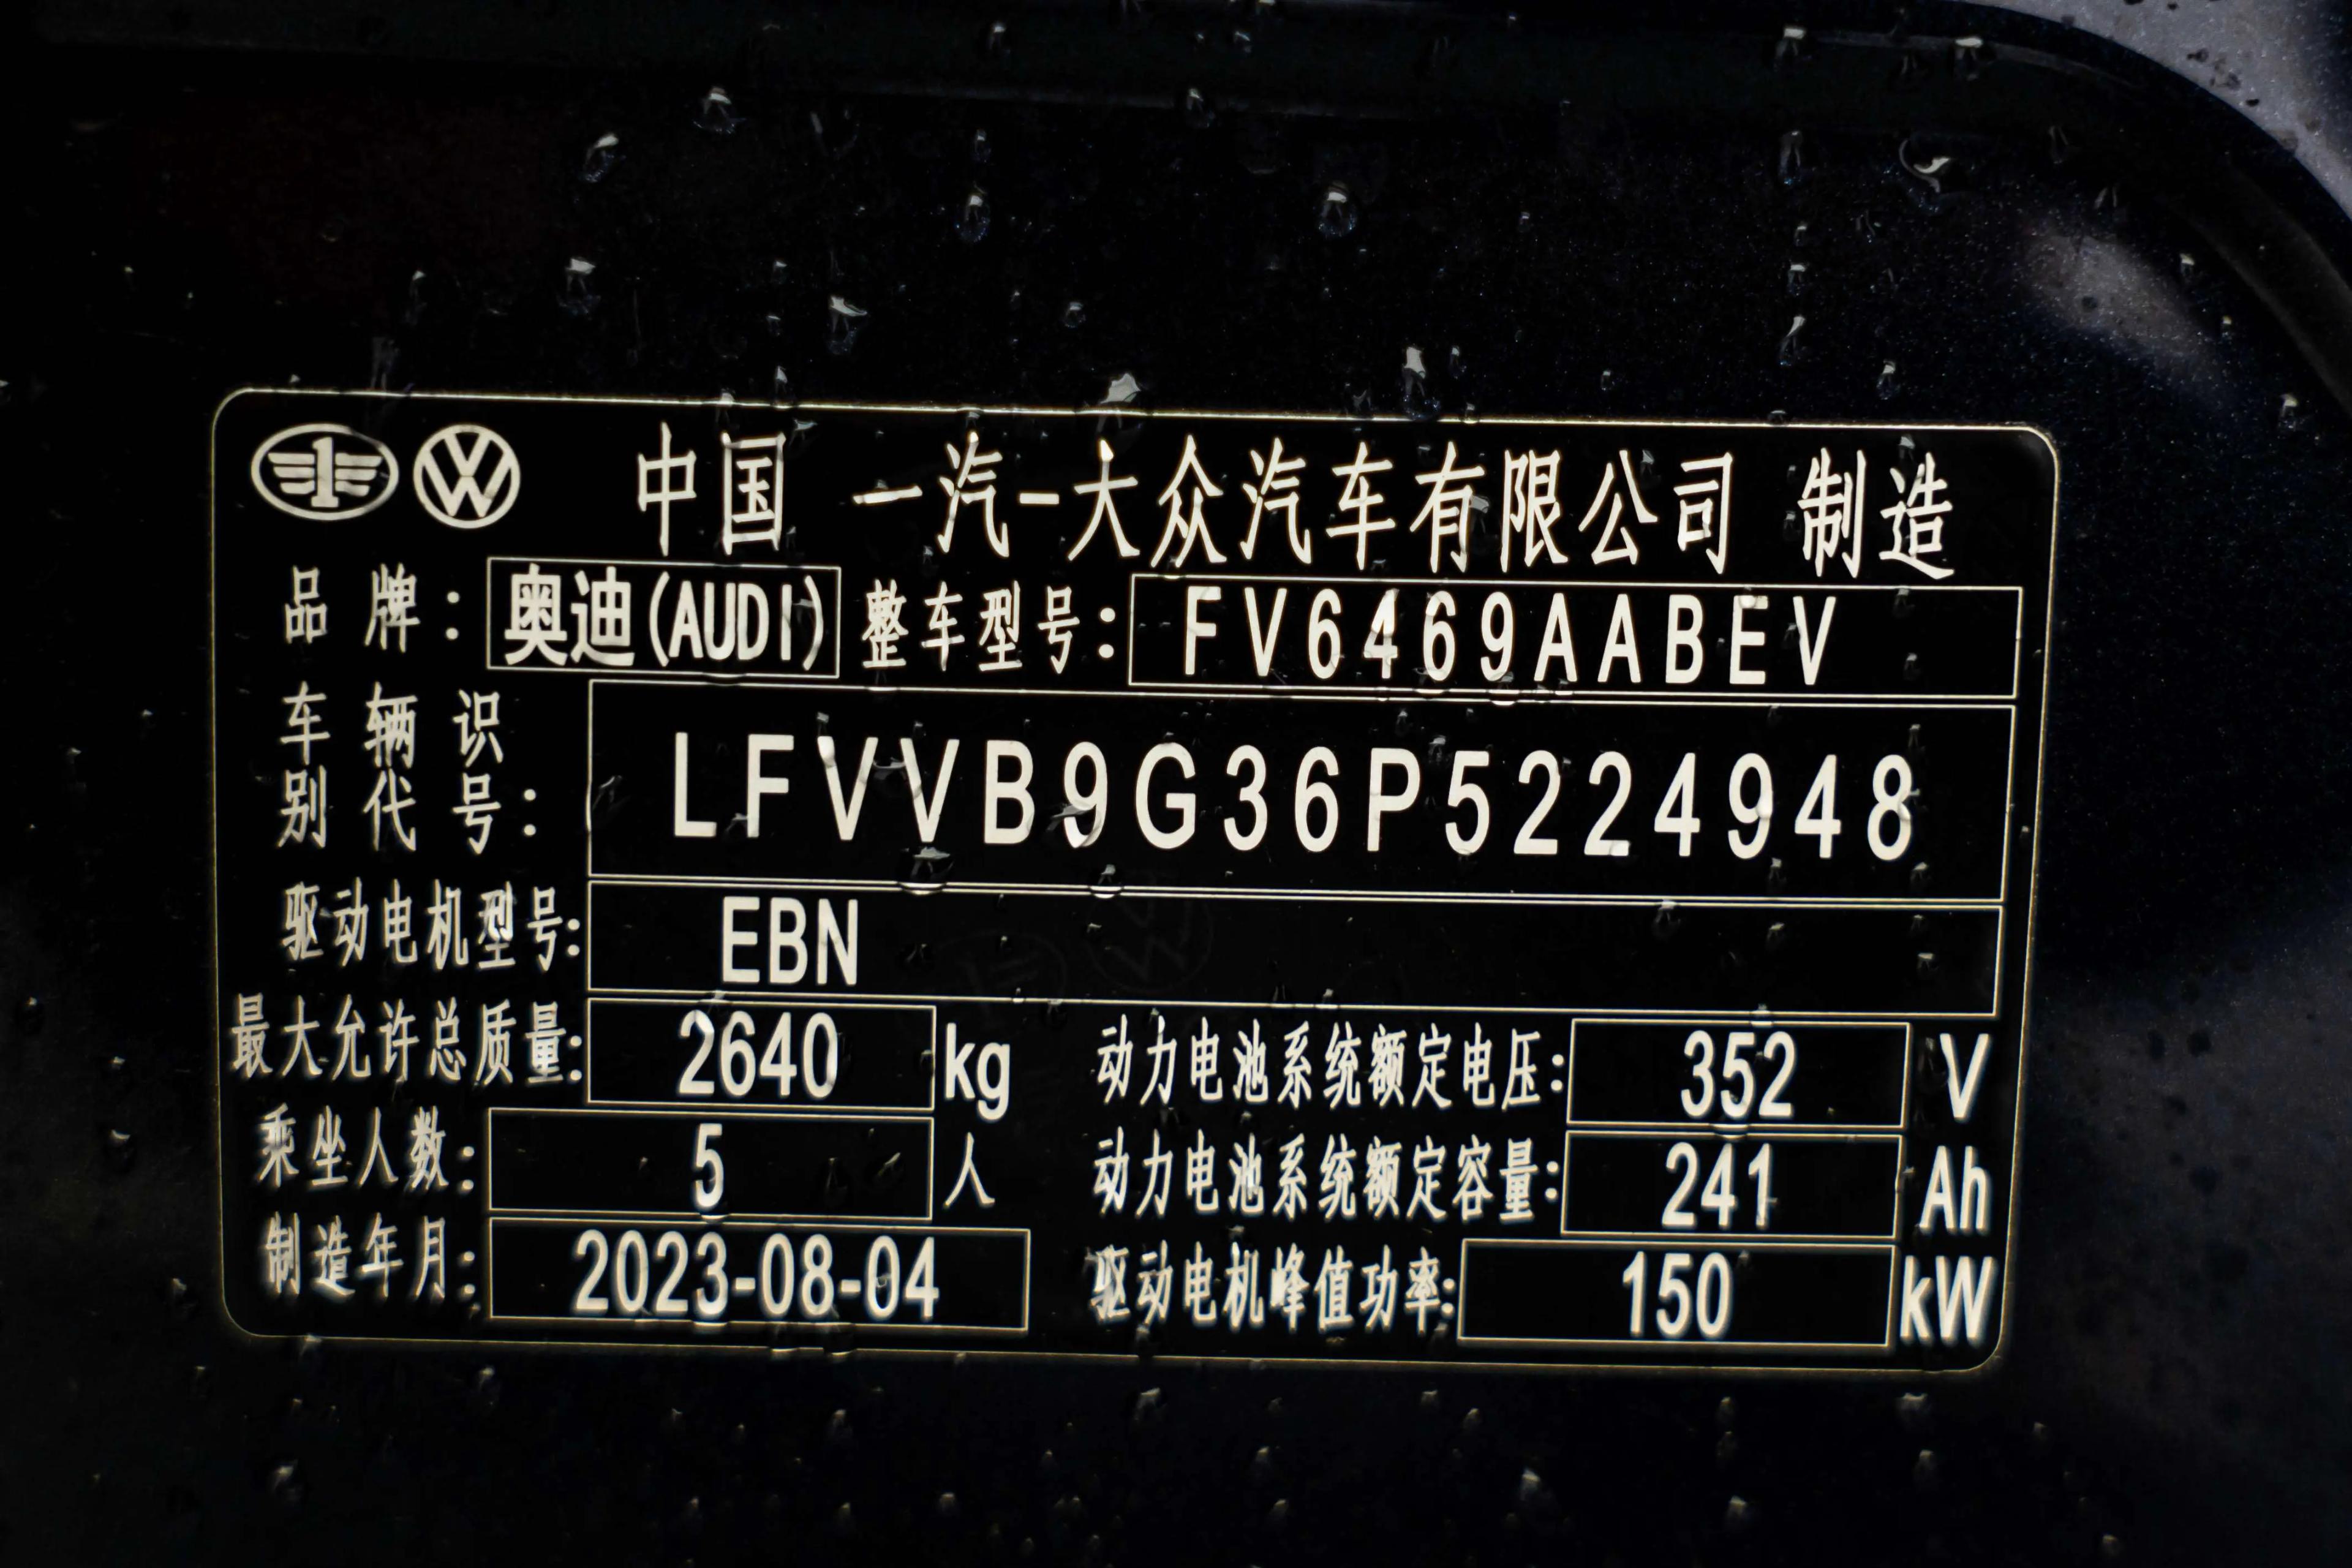 中国 一汽-大众汽车有限公司 制造
品牌: 奥迪(AUDI) 整车型号: FV6469AABEV
车辆识
别代号: LFVVB9G36P5224948
驱动电机型号: EBN
最大允许总质量: 2640 kg 动力电池系统额定电压: 352 V
乘坐人数: 5 人 动力电池系统额定容量: 241 Ah
制造年月: 2023-08-04 驱动电机峰值功率: 150 kW